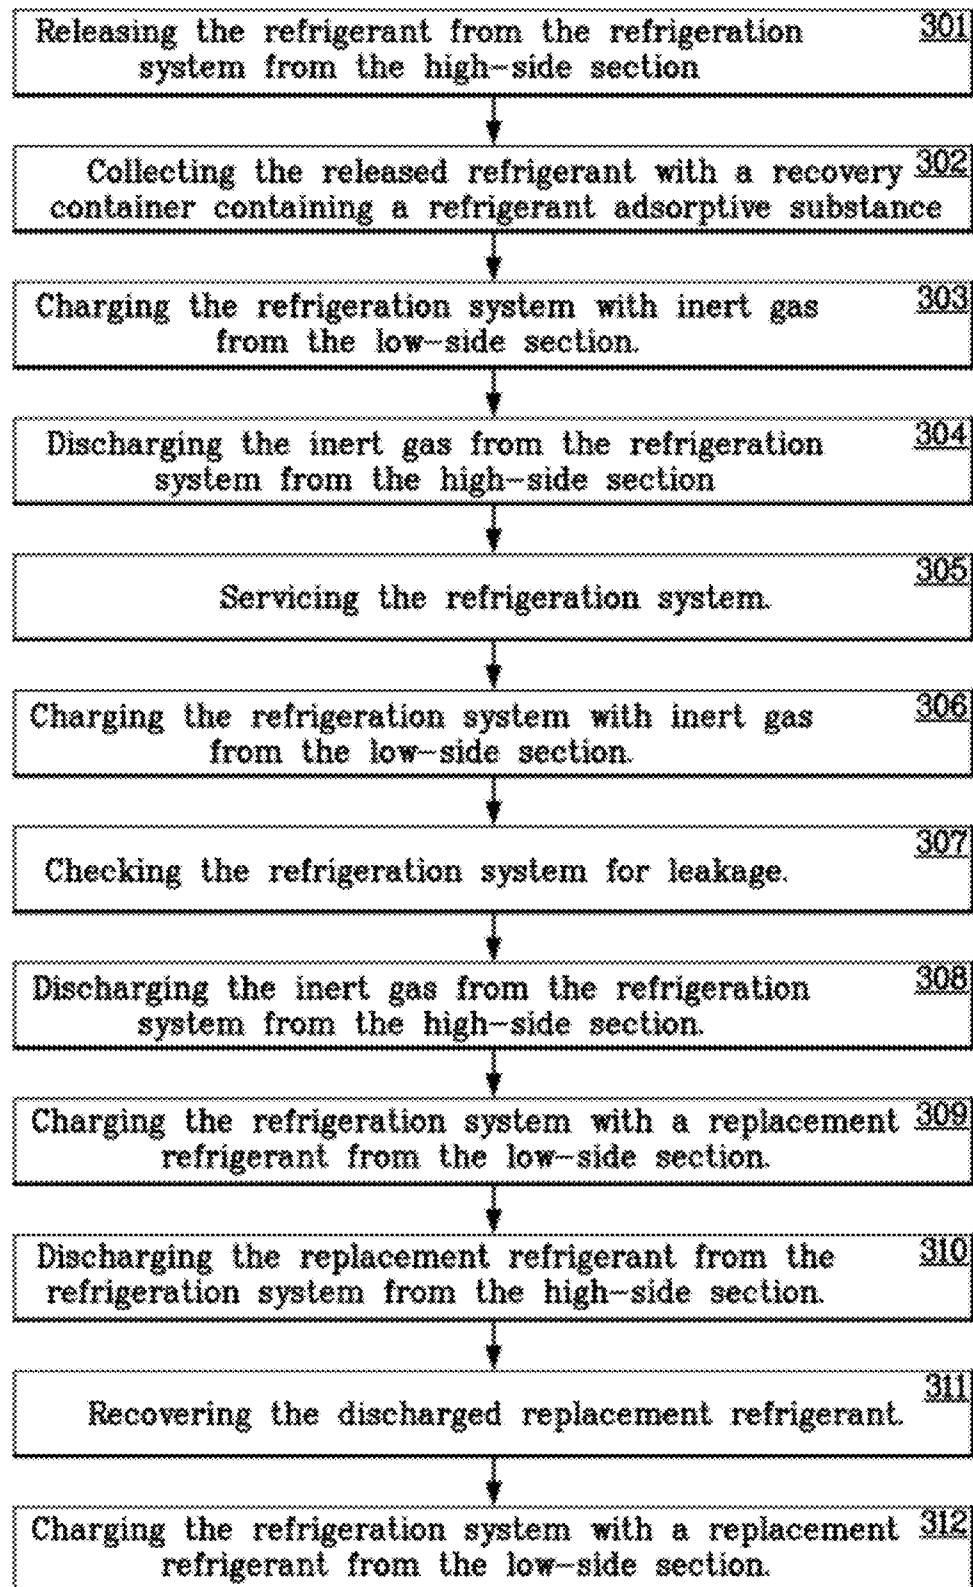 301
Releasing the refrigerant from the refrigeration
system from the high-side section
302
Collecting the released refrigerant with a recovery
container containing a refrigerant adsorptive substance
303
Charging the refrigeration system with inert gas
from the low-side section.
304
Discharging the inert gas from the refrigeration
system from the high-side section
305
Servicing the refrigeration system.
306
Charging the refrigeration system with inert gas
from the low-side section.
307
Checking the refrigeration system for leakage.
308
Discharging the inert gas from the refrigeration
system from the high-side section.
309
Charging the refrigeration system with a replacement
refrigerant from the low-side section.
310
Discharging the replacement refrigerant from the
refrigeration system from the high-side section.
311
Recovering the discharged replacement refrigerant.
312
Charging the refrigeration system with a replacement
refrigerant from the low-side section.